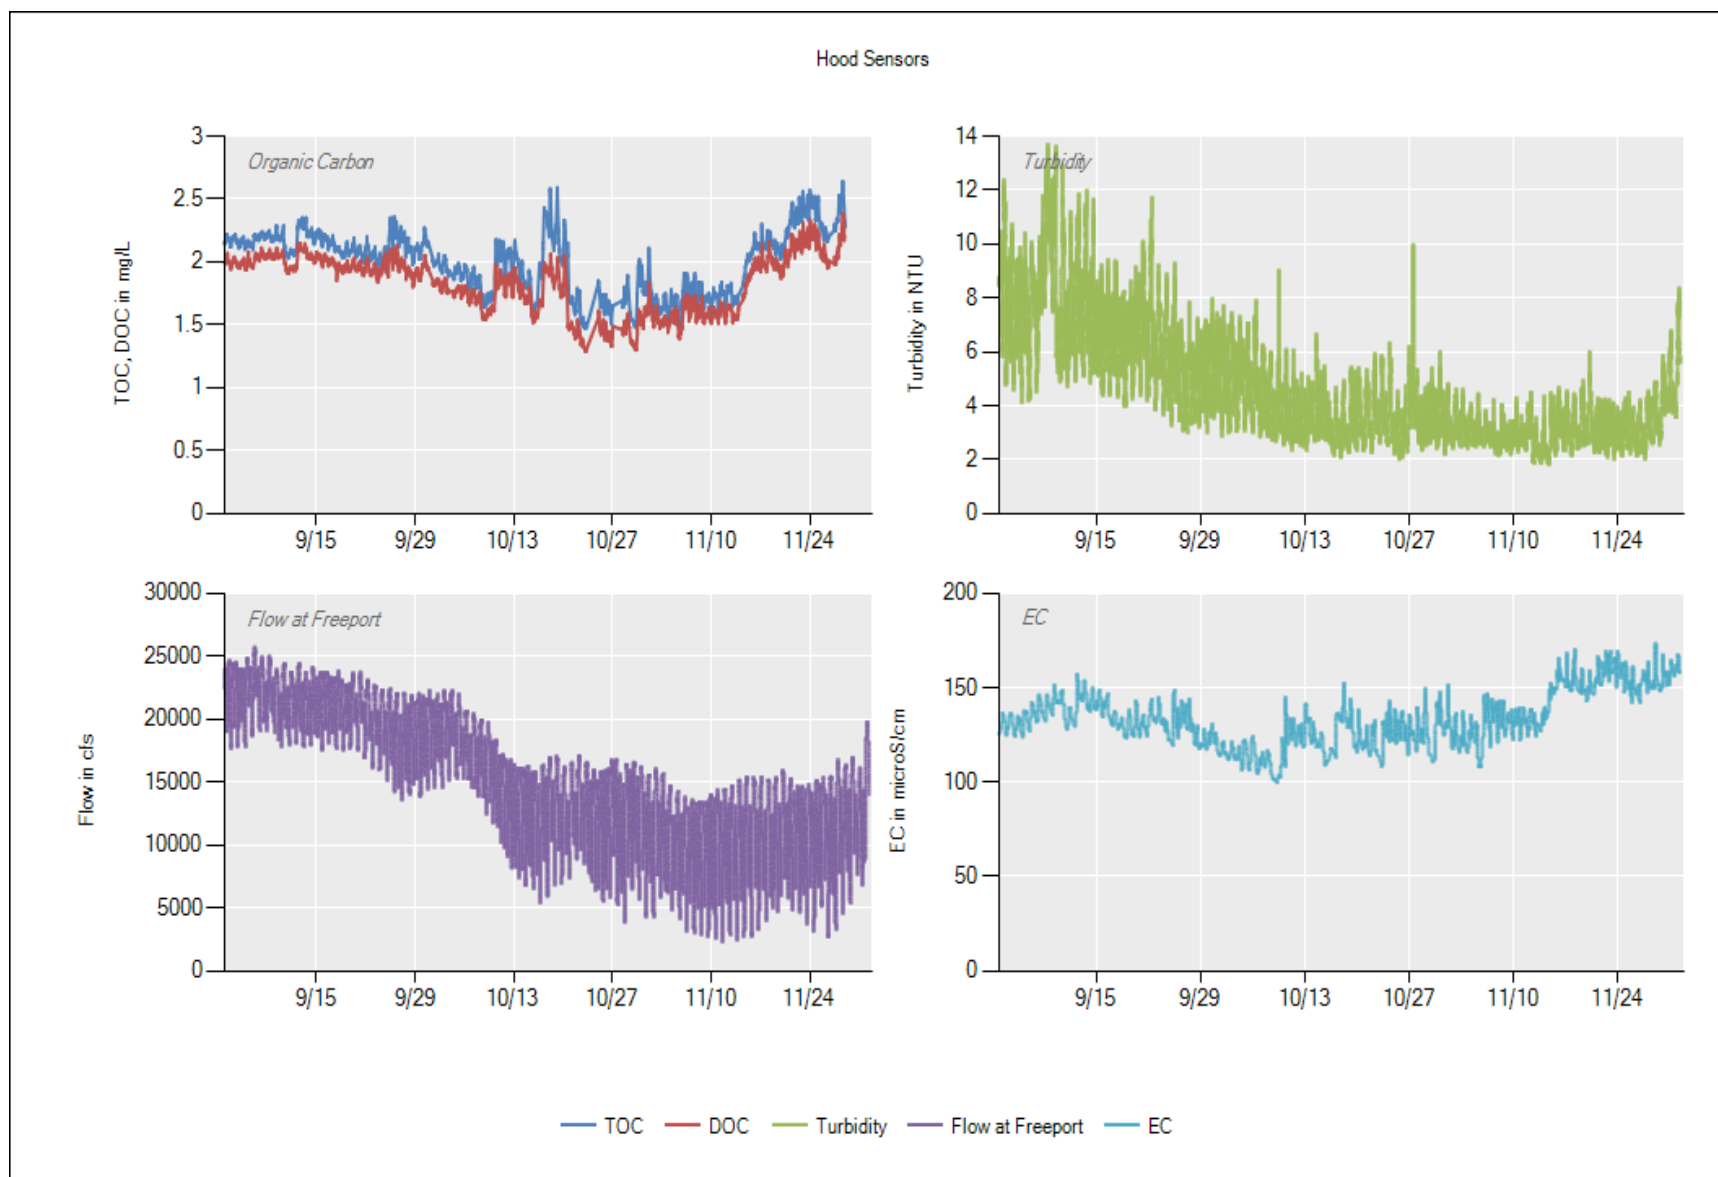 Hood Sensors
Organic Carbon
TOC, DOC in mg/L
3
2.5
2
1.5
1
0.5
0
9/15 9/29 10/13 10/27 11/10 11/24
Turbidity
Turbidity in NTU
14
12
10
8
6
4
2
0
9/15 9/29 10/13 10/27 11/10 11/24
Flow at Freeport
Flow in cfs
30000
25000
20000
15000
10000
5000
0
9/15 9/29 10/13 10/27 11/10 11/24
EC
EC in microS/cm
200
150
100
50
0
9/15 9/29 10/13 10/27 11/10 11/24
TOC DOC Turbidity Flow at Freeport EC